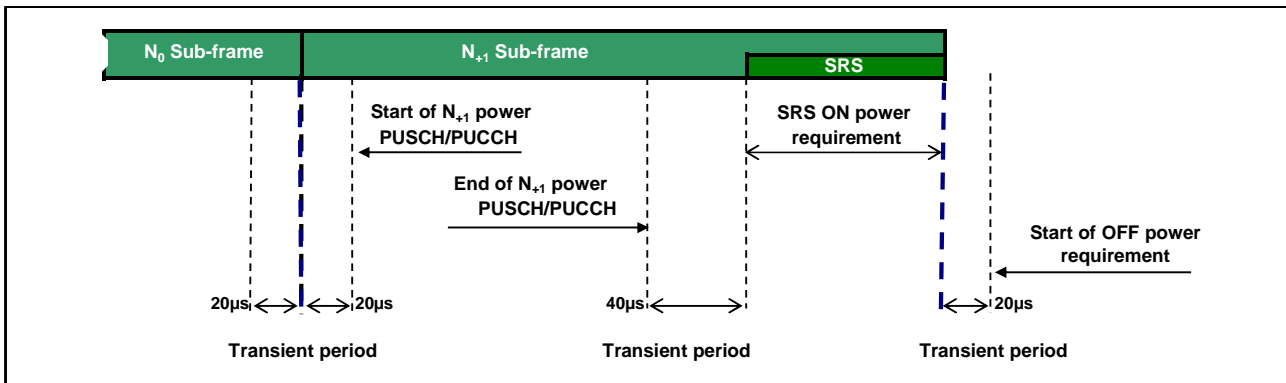 N0 Sub-frame
N+1 Sub-frame
SRS
Start of N+1 power
PUSCH/PUCCH
SRS ON power
requirement
End of N+1 power
PUSCH/PUCCH
Start of OFF power
requirement
20µs
20µs
40µs
20µs
Transient period
Transient period
Transient period